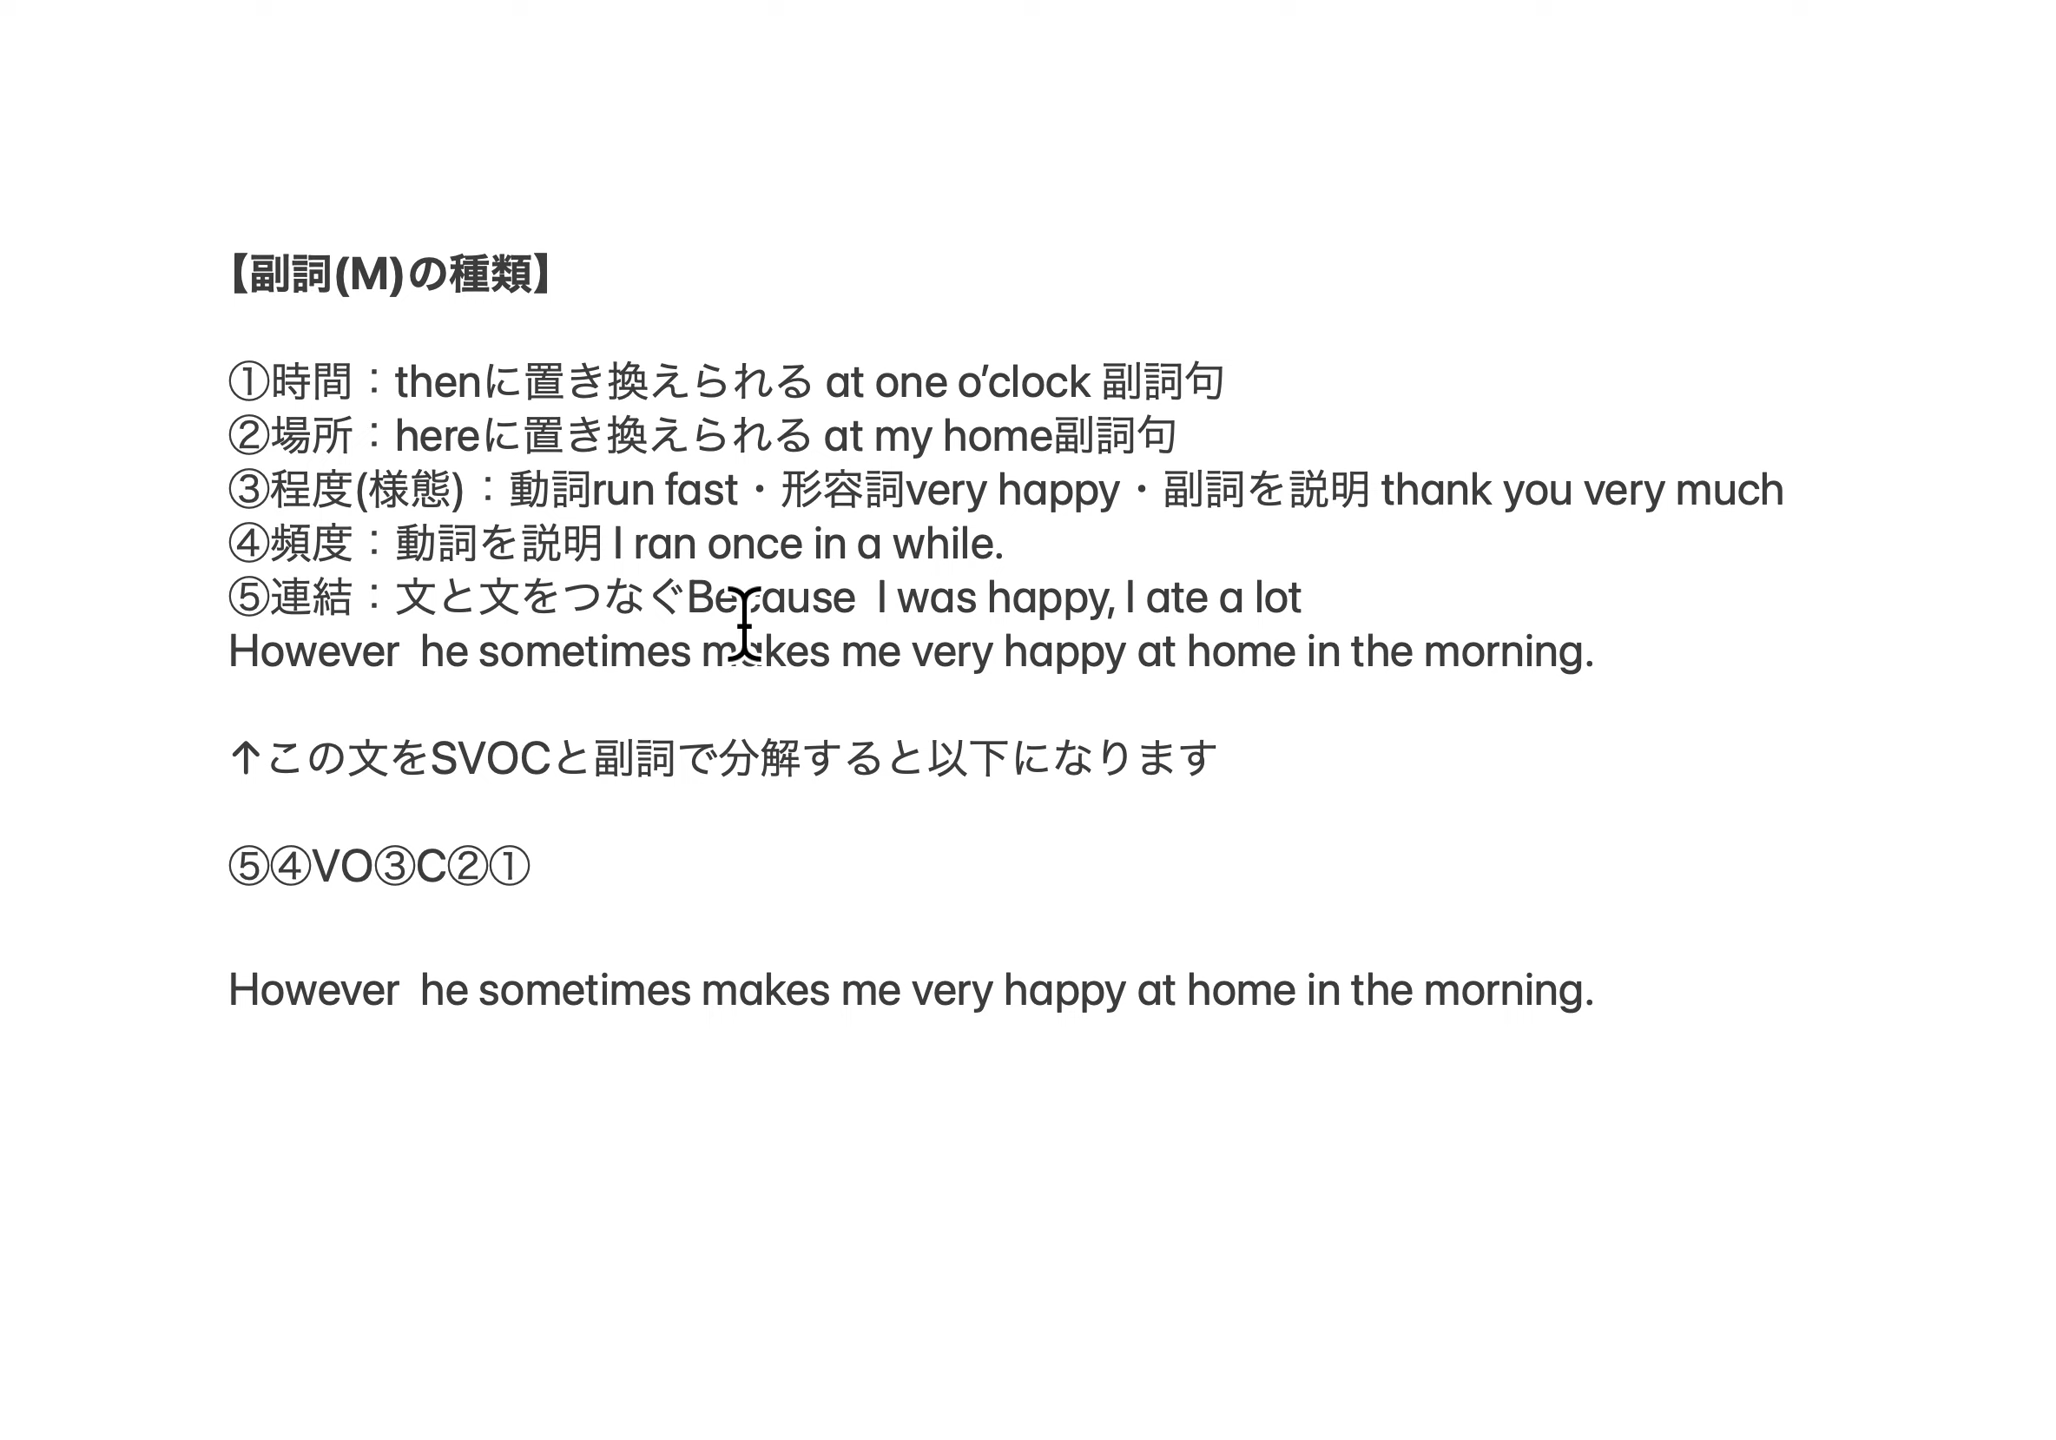 【副詞(M)の種類】
①時間：thenに置き換えられる at one o’clock 副詞句
②場所：hereに置き換えられる at my home副詞句
③程度(様態)：動詞run fast・形容詞very happy・副詞を説明 thank you very much
④頻度：動詞を説明 I ran once in a while.
⑤連結：文と文をつなぐBecause  I was happy, I ate a lot
However  he sometimes makes me very happy at home in the morning.
↑この文をSVOCと副詞で分解すると以下になります
⑤④VO③C②①
However  he sometimes makes me very happy at home in the morning.